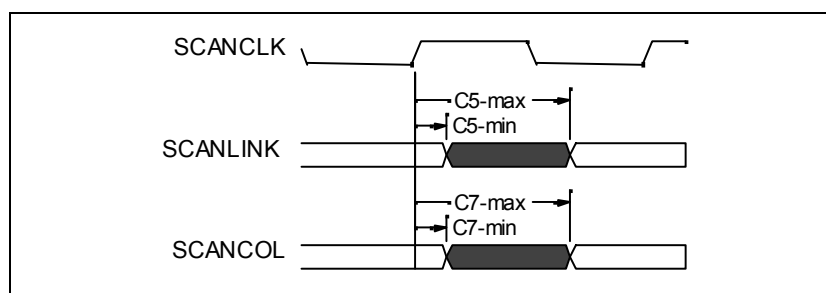 SCANCLK
C5-max
C5-min
SCANLINK
C7-max
C7-min
SCANCOL